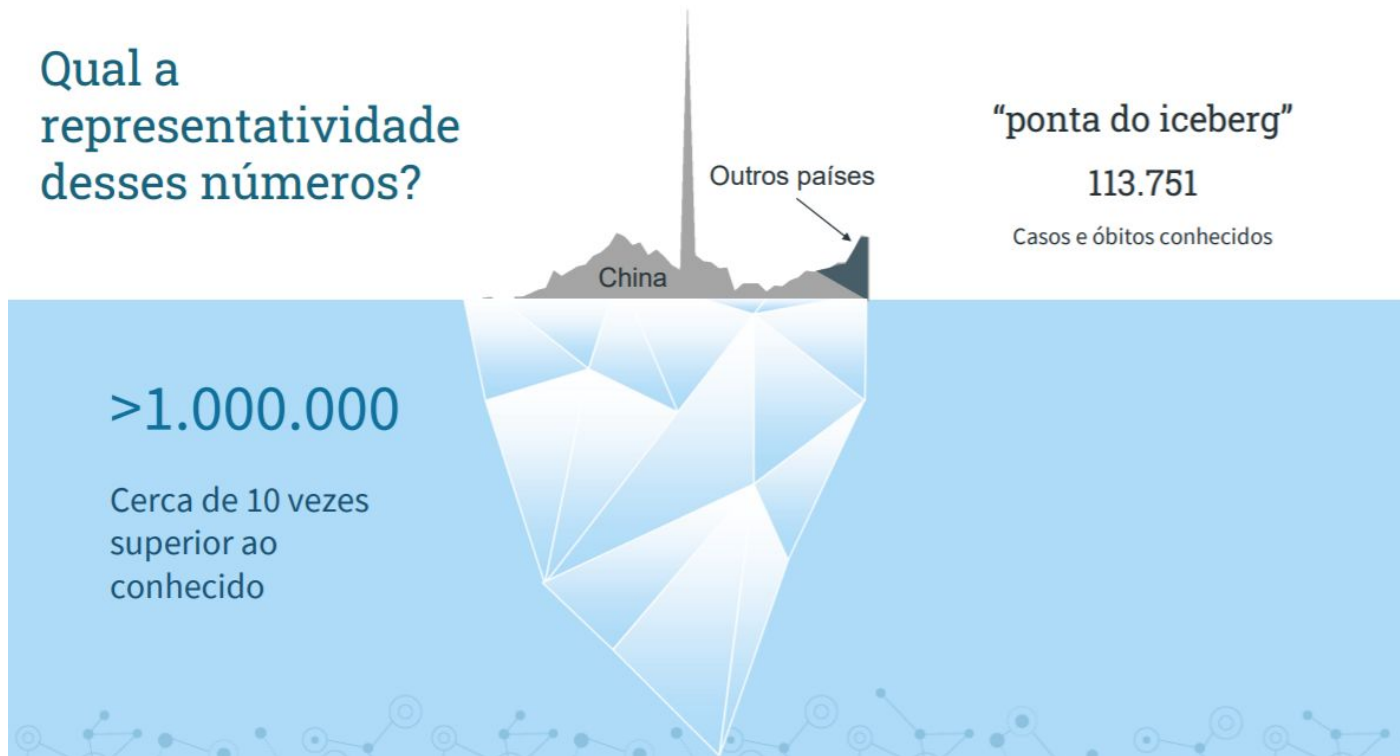 Qual a
representatividade
desses números?
“ponta do iceberg”
113.751
Casos e óbitos conhecidos
Outros países
China
>1.000.000
Cerca de 10 vezes
superior ao
conhecido